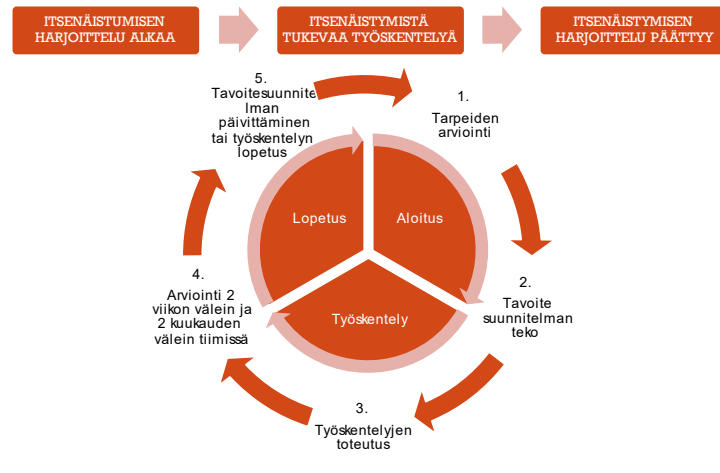 ITSENÄISTUMISEN
HARJOITTELU ALKAA
ITSENÄISTYMISTÄ
TUKEVAA TYÖSKENTELYÄ
ITSENÄISTYMISEN
HARJOITTELU PÄÄTTYY
1.
Tarpeiden
arviointi
2.
Tavoite
suunnitelman
teko
3.
Työskentelyjen
toteutus
4.
Arviointi 2
viikon välein ja
2 kuukauden
välein tiimissä
5.
Tavoitesuunnite
lman
päivittäminen
tai työskentelyn
lopetus
Lopetus
Aloitus
Työskentely